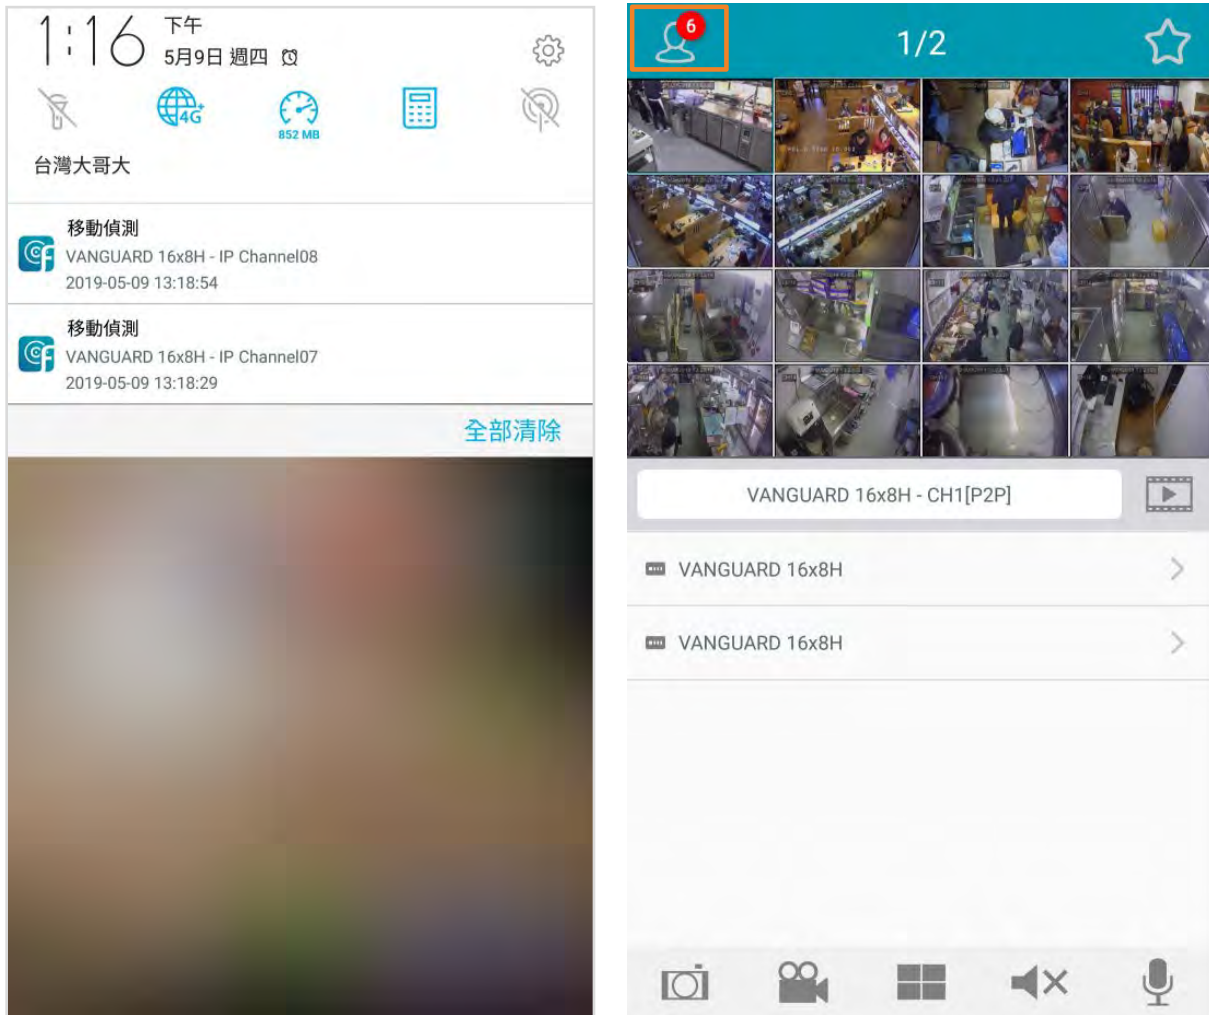 1:16
下午
5月9日 週四
4G
852 MB
台灣大哥大
移動偵測
VANGUARD 16x8H - IP Channel08
2019-05-09 13:18:54
移動偵測
VANGUARD 16x8H - IP Channel07
2019-05-09 13:18:29
全部清除
6
1/2
VANGUARD 16x8H - CH1[P2P]
VANGUARD 16x8H
VANGUARD 16x8H